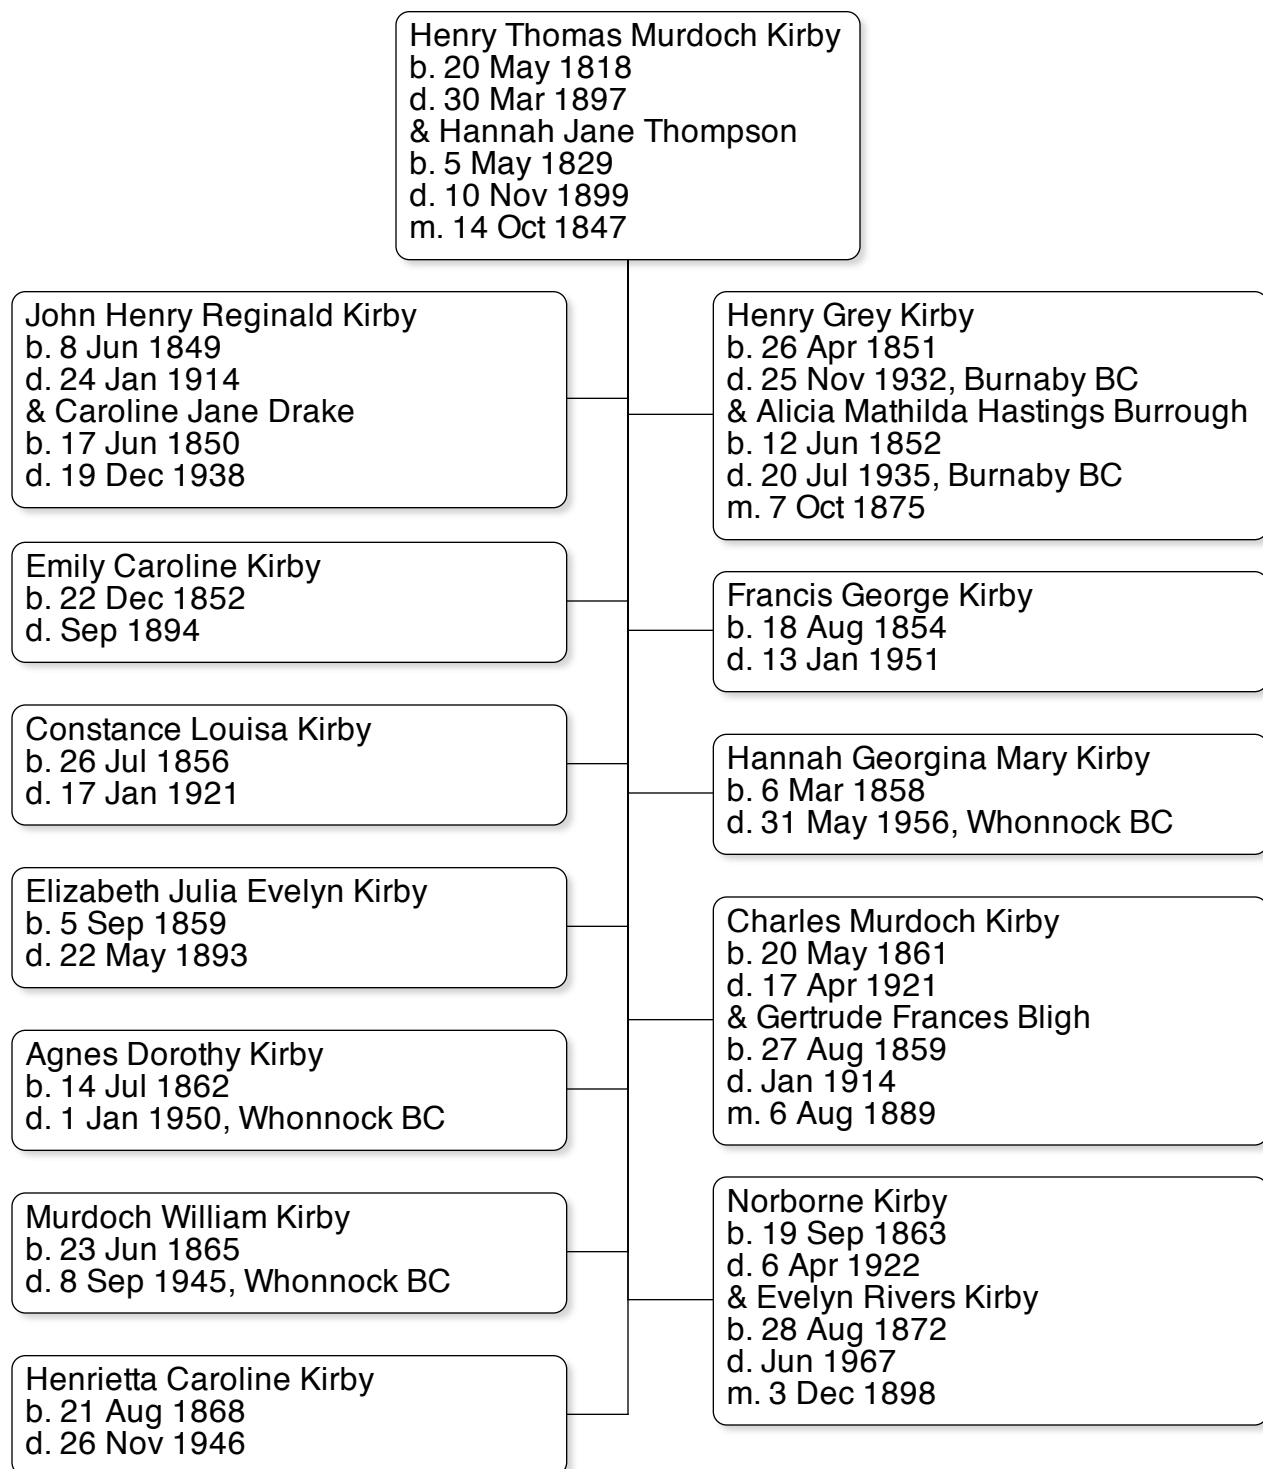 Henry Thomas Murdoch Kirby
b. 20 May 1818
d. 30 Mar 1897
& Hannah Jane Thompson
b. 5 May 1829
d. 10 Nov 1899
m. 14 Oct 1847
John Henry Reginald Kirby
b. 8 Jun 1849
d. 24 Jan 1914
& Caroline Jane Drake
b. 17 Jun 1850
d. 19 Dec 1938
Henry Grey Kirby
b. 26 Apr 1851
d. 25 Nov 1932, Burnaby BC
& Alicia Mathilda Hastings Burrough
b. 12 Jun 1852
d. 20 Jul 1935, Burnaby BC
m. 7 Oct 1875
Emily Caroline Kirby
b. 22 Dec 1852
d. Sep 1894
Francis George Kirby
b. 18 Aug 1854
d. 13 Jan 1951
Constance Louisa Kirby
b. 26 Jul 1856
d. 17 Jan 1921
Hannah Georgina Mary Kirby
b. 6 Mar 1858
d. 31 May 1956, Whonnock BC
Elizabeth Julia Evelyn Kirby
b. 5 Sep 1859
d. 22 May 1893
Charles Murdoch Kirby
b. 20 May 1861
d. 17 Apr 1921
& Gertrude Frances Bligh
b. 27 Aug 1859
d. Jan 1914
m. 6 Aug 1889
Agnes Dorothy Kirby
b. 14 Jul 1862
d. 1 Jan 1950, Whonnock BC
Norborne Kirby
b. 19 Sep 1863
d. 6 Apr 1922
& Evelyn Rivers Kirby
b. 28 Aug 1872
d. Jun 1967
m. 3 Dec 1898
Murdoch William Kirby
b. 23 Jun 1865
d. 8 Sep 1945, Whonnock BC
Henrietta Caroline Kirby
b. 21 Aug 1868
d. 26 Nov 1946